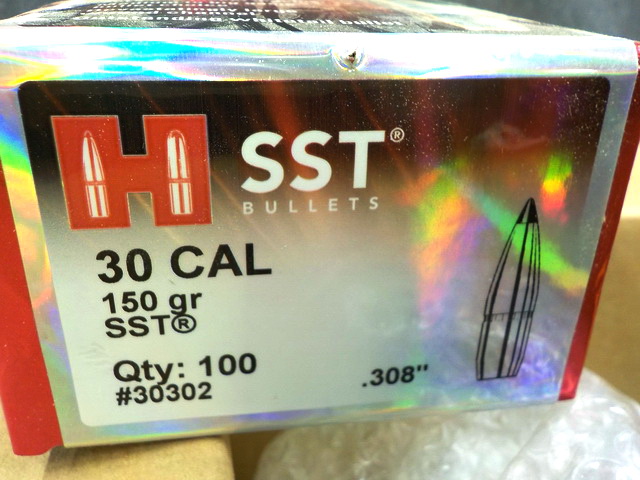 H
SST®
BULLETS
30 CAL
150 gr
SST®
Qty: 100
#30302
.308"